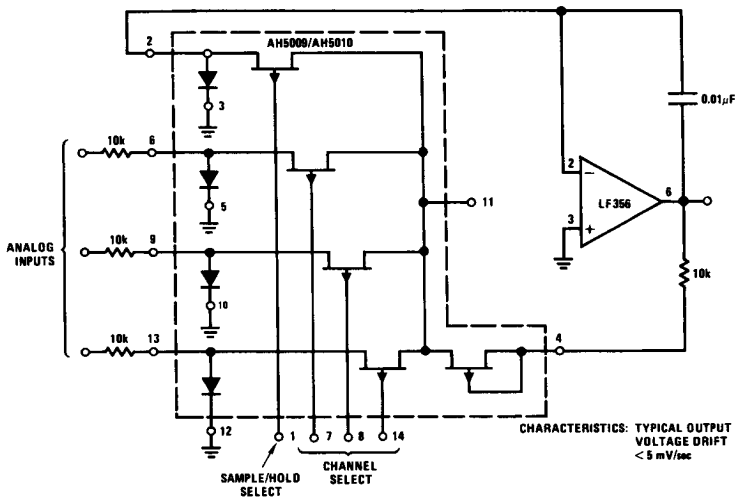 AH5009/AH5010
2
3
0.01μF
10k
6
5
2
3
LF356
6
11
ANALOG
INPUTS
10k
9
10
10k
10k
13
4
12
1
7
8
14
SAMPLE/HOLD
SELECT
CHANNEL
SELECT
CHARACTERISTICS: TYPICAL OUTPUT
VOLTAGE DRIFT
< 5 mV/sec